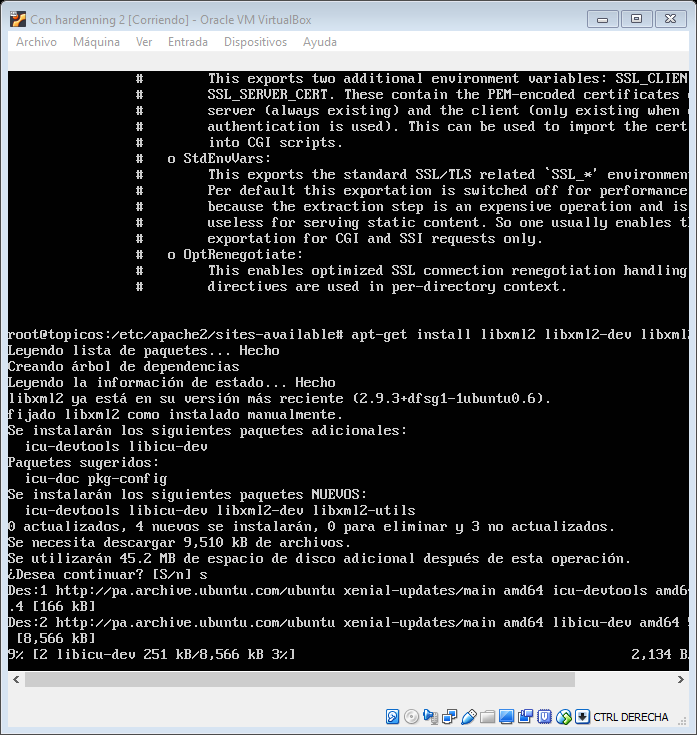 Con hardenning 2 [Corriendo] - Oracle VM VirtualBox
Archivo Máquina Ver Entrada Dispositivos Ayuda
# This exports two additional environment variables: SSL_CLIEN
# SSL_SERVER_CERT. These contain the PEM-encoded certificates
# server (always existing) and the client (only existing when
# authentication is used). This can be used to import the cert
# into CGI scripts.
# o StdEnvVars:
# This exports the standard SSL/TLS related `SSL_*' environmen
# Per default this exportation is switched off for performance
# because the extraction step is an expensive operation and is
# useless for serving static content. So one usually enables t
# exportation for CGI and SSI requests only.
# o OptRenegotiate:
# This enables optimized SSL connection renegotiation handling
# directives are used in per-directory context.
root@topicos:/etc/apache2/sites-available# apt-get install libxml2 libxml2-dev libxml2
Leyendo lista de paquetes... Hecho
Creando árbol de dependencias
Leyendo la información de estado... Hecho
libxml2 ya está en su versión más reciente (2.9.3+dfsg1-1ubuntu0.6).
fijado libxml2 como instalado manualmente.
Se instalarán los siguientes paquetes adicionales:
icu-devtools libicu-dev
Paquetes sugeridos:
icu-doc pkg-config
Se instalarán los siguientes paquetes NUEVOS:
icu-devtools libicu-dev libxml2-dev libxml2-utils
0 actualizados, 4 nuevos se instalarán, 0 para eliminar y 3 no actualizados.
Se necesita descargar 9,510 kB de archivos.
Se utilizarán 45.2 MB de espacio de disco adicional después de esta operación.
¿Desea continuar? [S/n] s
Des:1 http://pa.archive.ubuntu.com/ubuntu xenial-updates/main amd64 icu-devtools amd6
.4 [166 kB]
Des:2 http://pa.archive.ubuntu.com/ubuntu xenial-updates/main amd64 libicu-dev amd64
[8,566 kB]
9% [2 libicu-dev 251 kB/8,566 kB 3%] 2,134 B
CTRL DERECHA